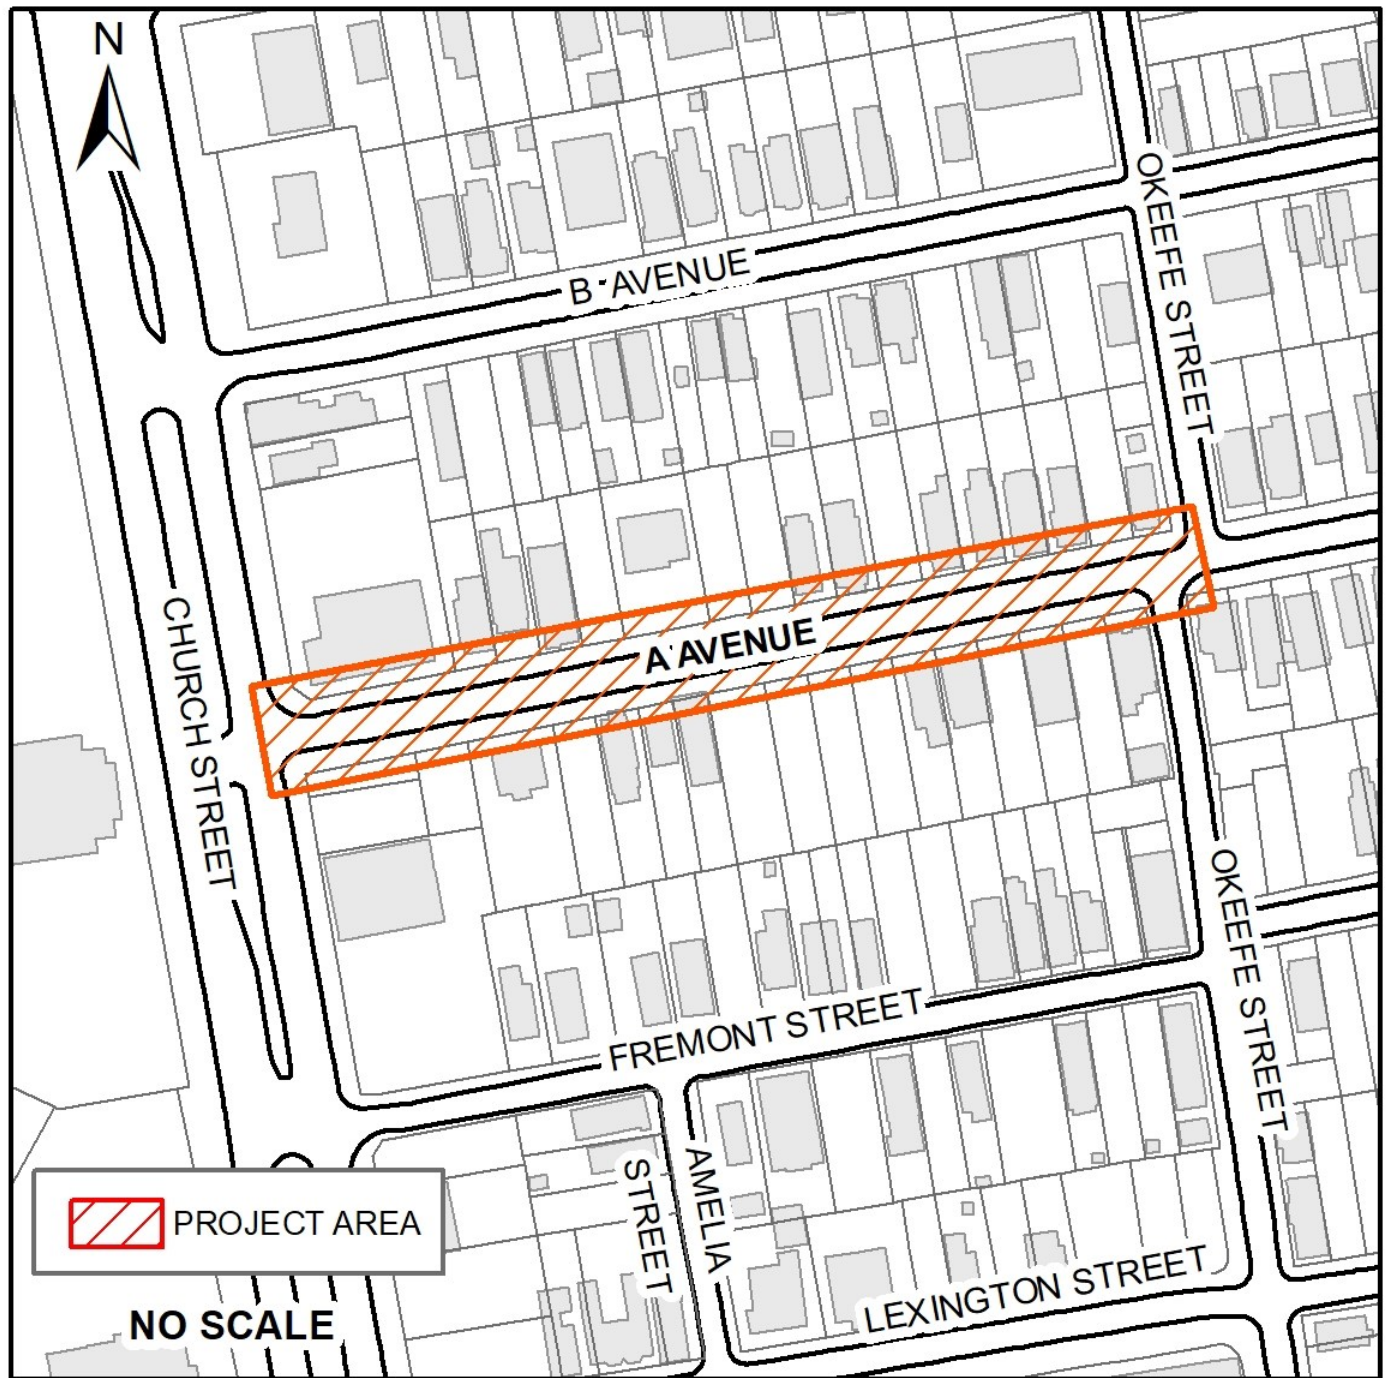 N
OKEEFE STREET
B AVENUE
CHURCH STREET
A AVENUE
OKEEFE STREET
FREMONT STREET
AMELIA
STREET
PROJECT AREA
LEXINGTON STREET
NO SCALE